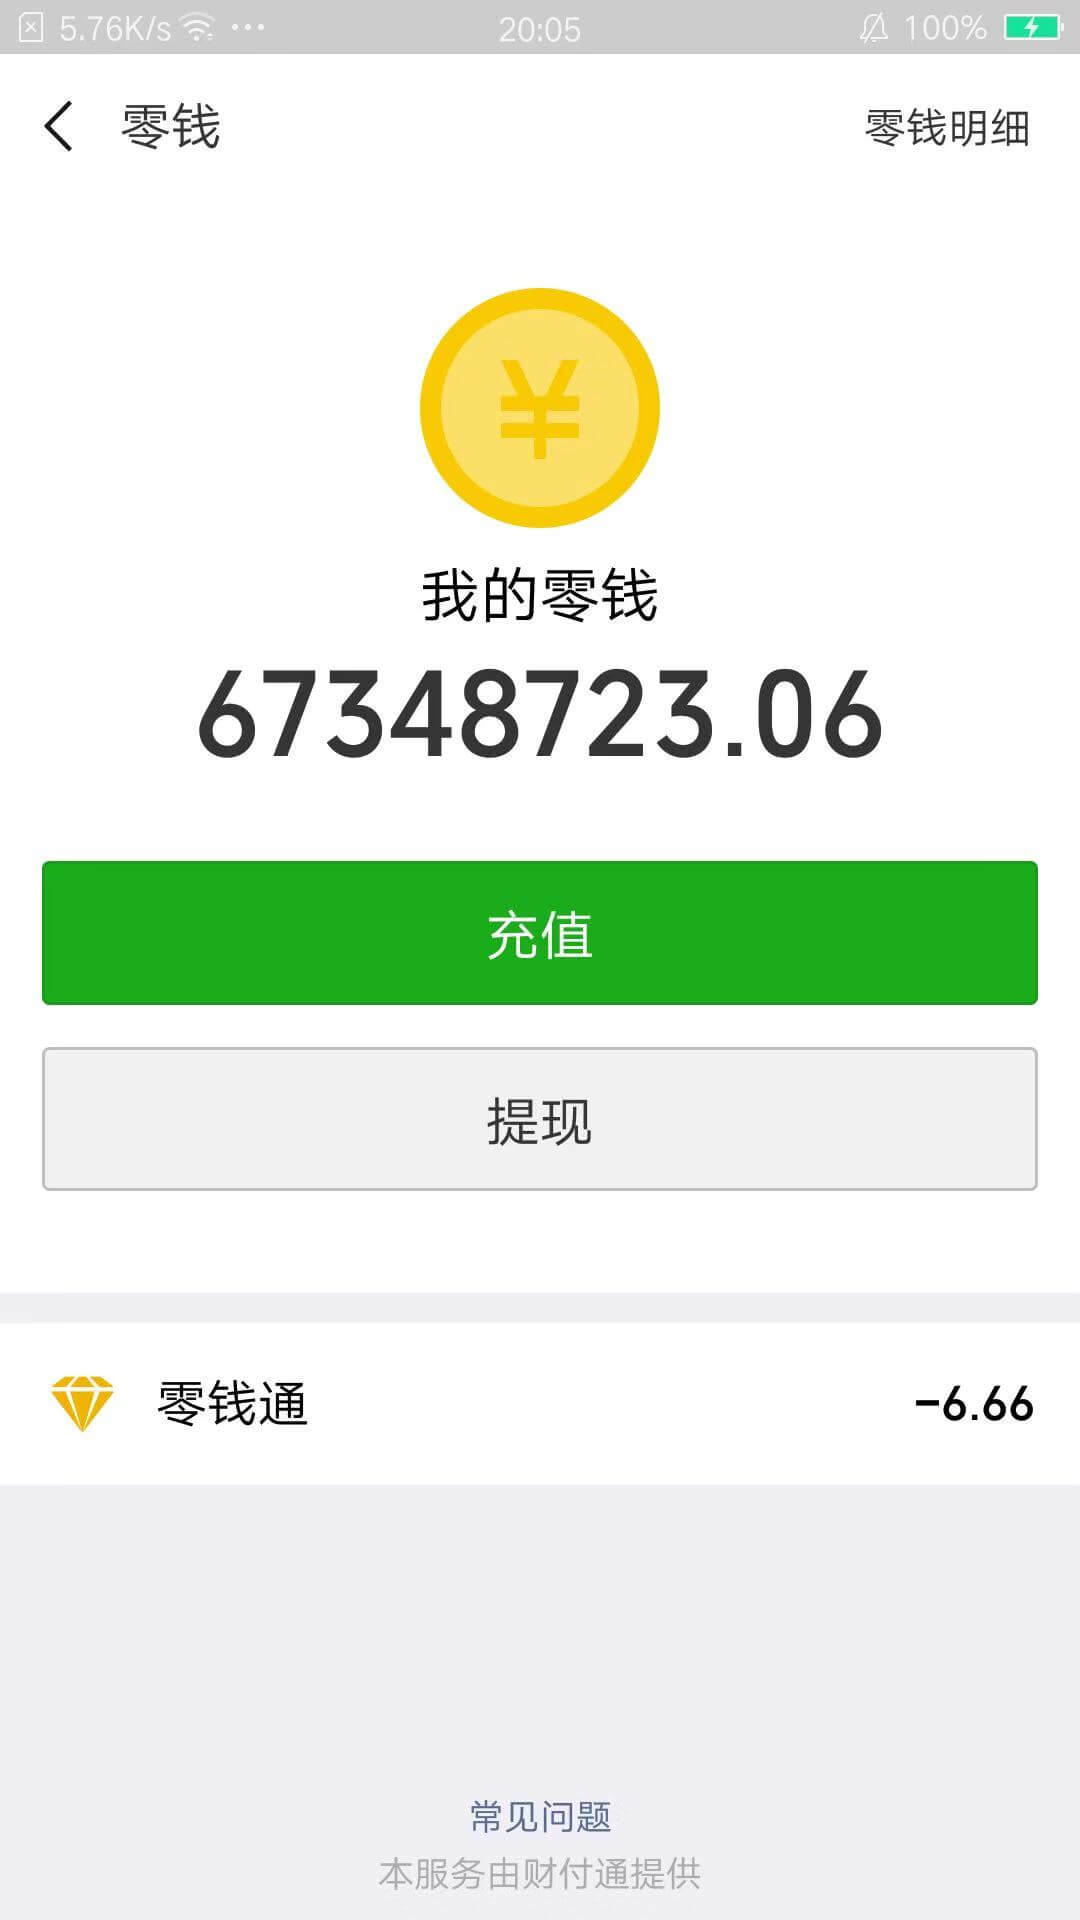 5.76K/s ··· 20:05 100%
零钱 零钱明细
¥
我的零钱
67348723.06
充值
提现
零钱通 -6.66
常见问题
本服务由财付通提供